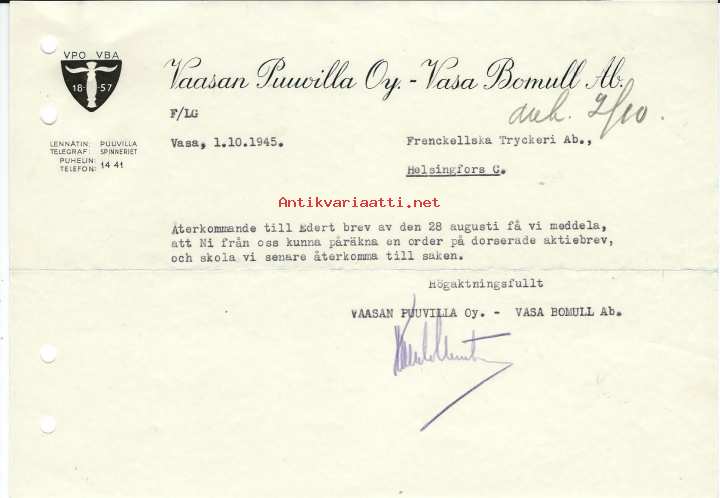 VPO VBA
18 57
Vaasan Puuvilla Oy. - Vasa Bomull Ab.
F/LG
ank. 2/10.
LENNÄTIN: PUUVILLA
TELEGRAF: SPINNERIET
PUHELIN:
TELEFON: 14 41
Vasa, 1.10.1945.
Frenckellska Tryckeri Ab.,
Helsingfors C.
Antikvariaatti.net
Återkommande till Edert brev av den 28 augusti få vi meddela,
att Ni från oss kunna påräkna en order på dorserade aktiebrev,
och skola vi senare återkomma till saken.
Högaktningsfullt
VAASAN PUUVILLA Oy. - VASA BOMULL Ab.